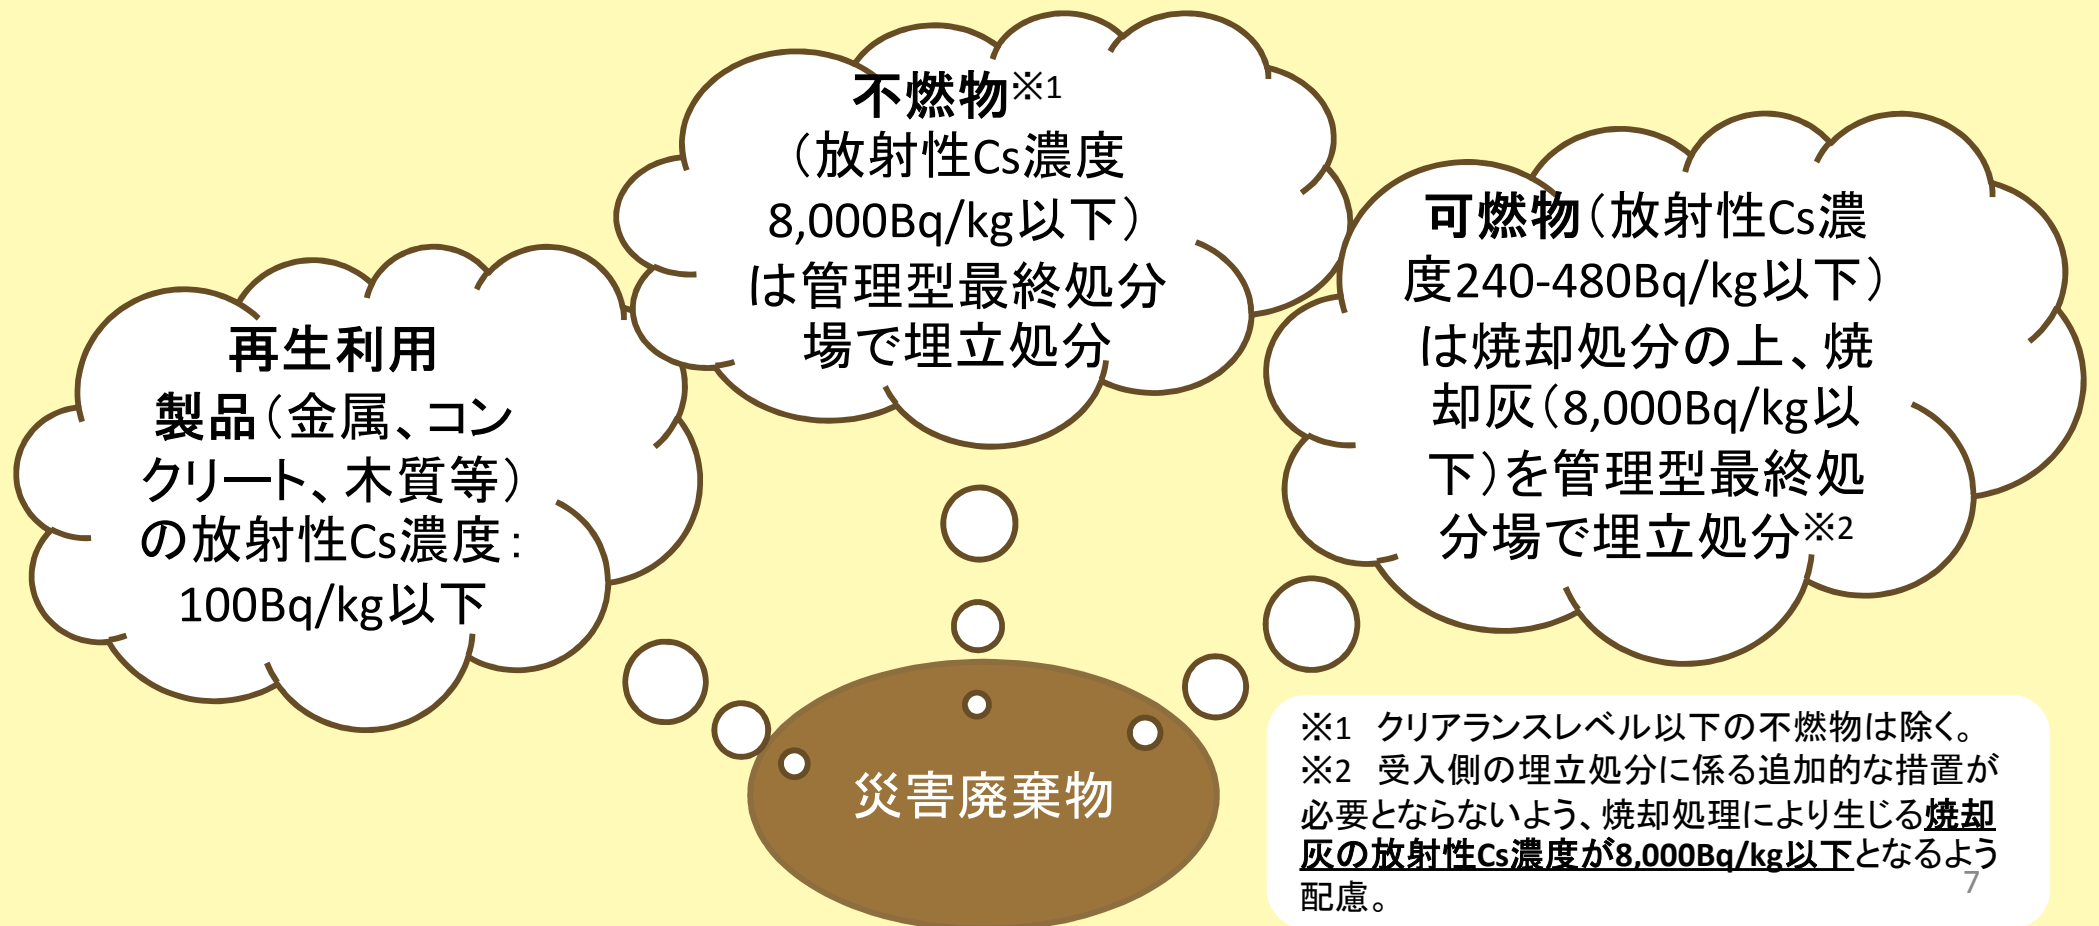 再生利用
製品（金属、コン
クリート、木質等）
の放射性Cs濃度：
100Bq/kg以下
不燃物※1
（放射性Cs濃度
8,000Bq/kg以下）
は管理型最終処分
場で埋立処分
可燃物（放射性Cs濃
度240-480Bq/kg以下）
は焼却処分の上、焼
却灰（8,000Bq/kg以
下）を管理型最終処
分場で埋立処分※2
災害廃棄物
※1　クリアランスレベル以下の不燃物は除く。
※2　受入側の埋立処分に係る追加的な措置が
必要とならないよう、焼却処理により生じる焼却
灰の放射性Cs濃度が8,000Bq/kg以下となるよう
配慮。
7